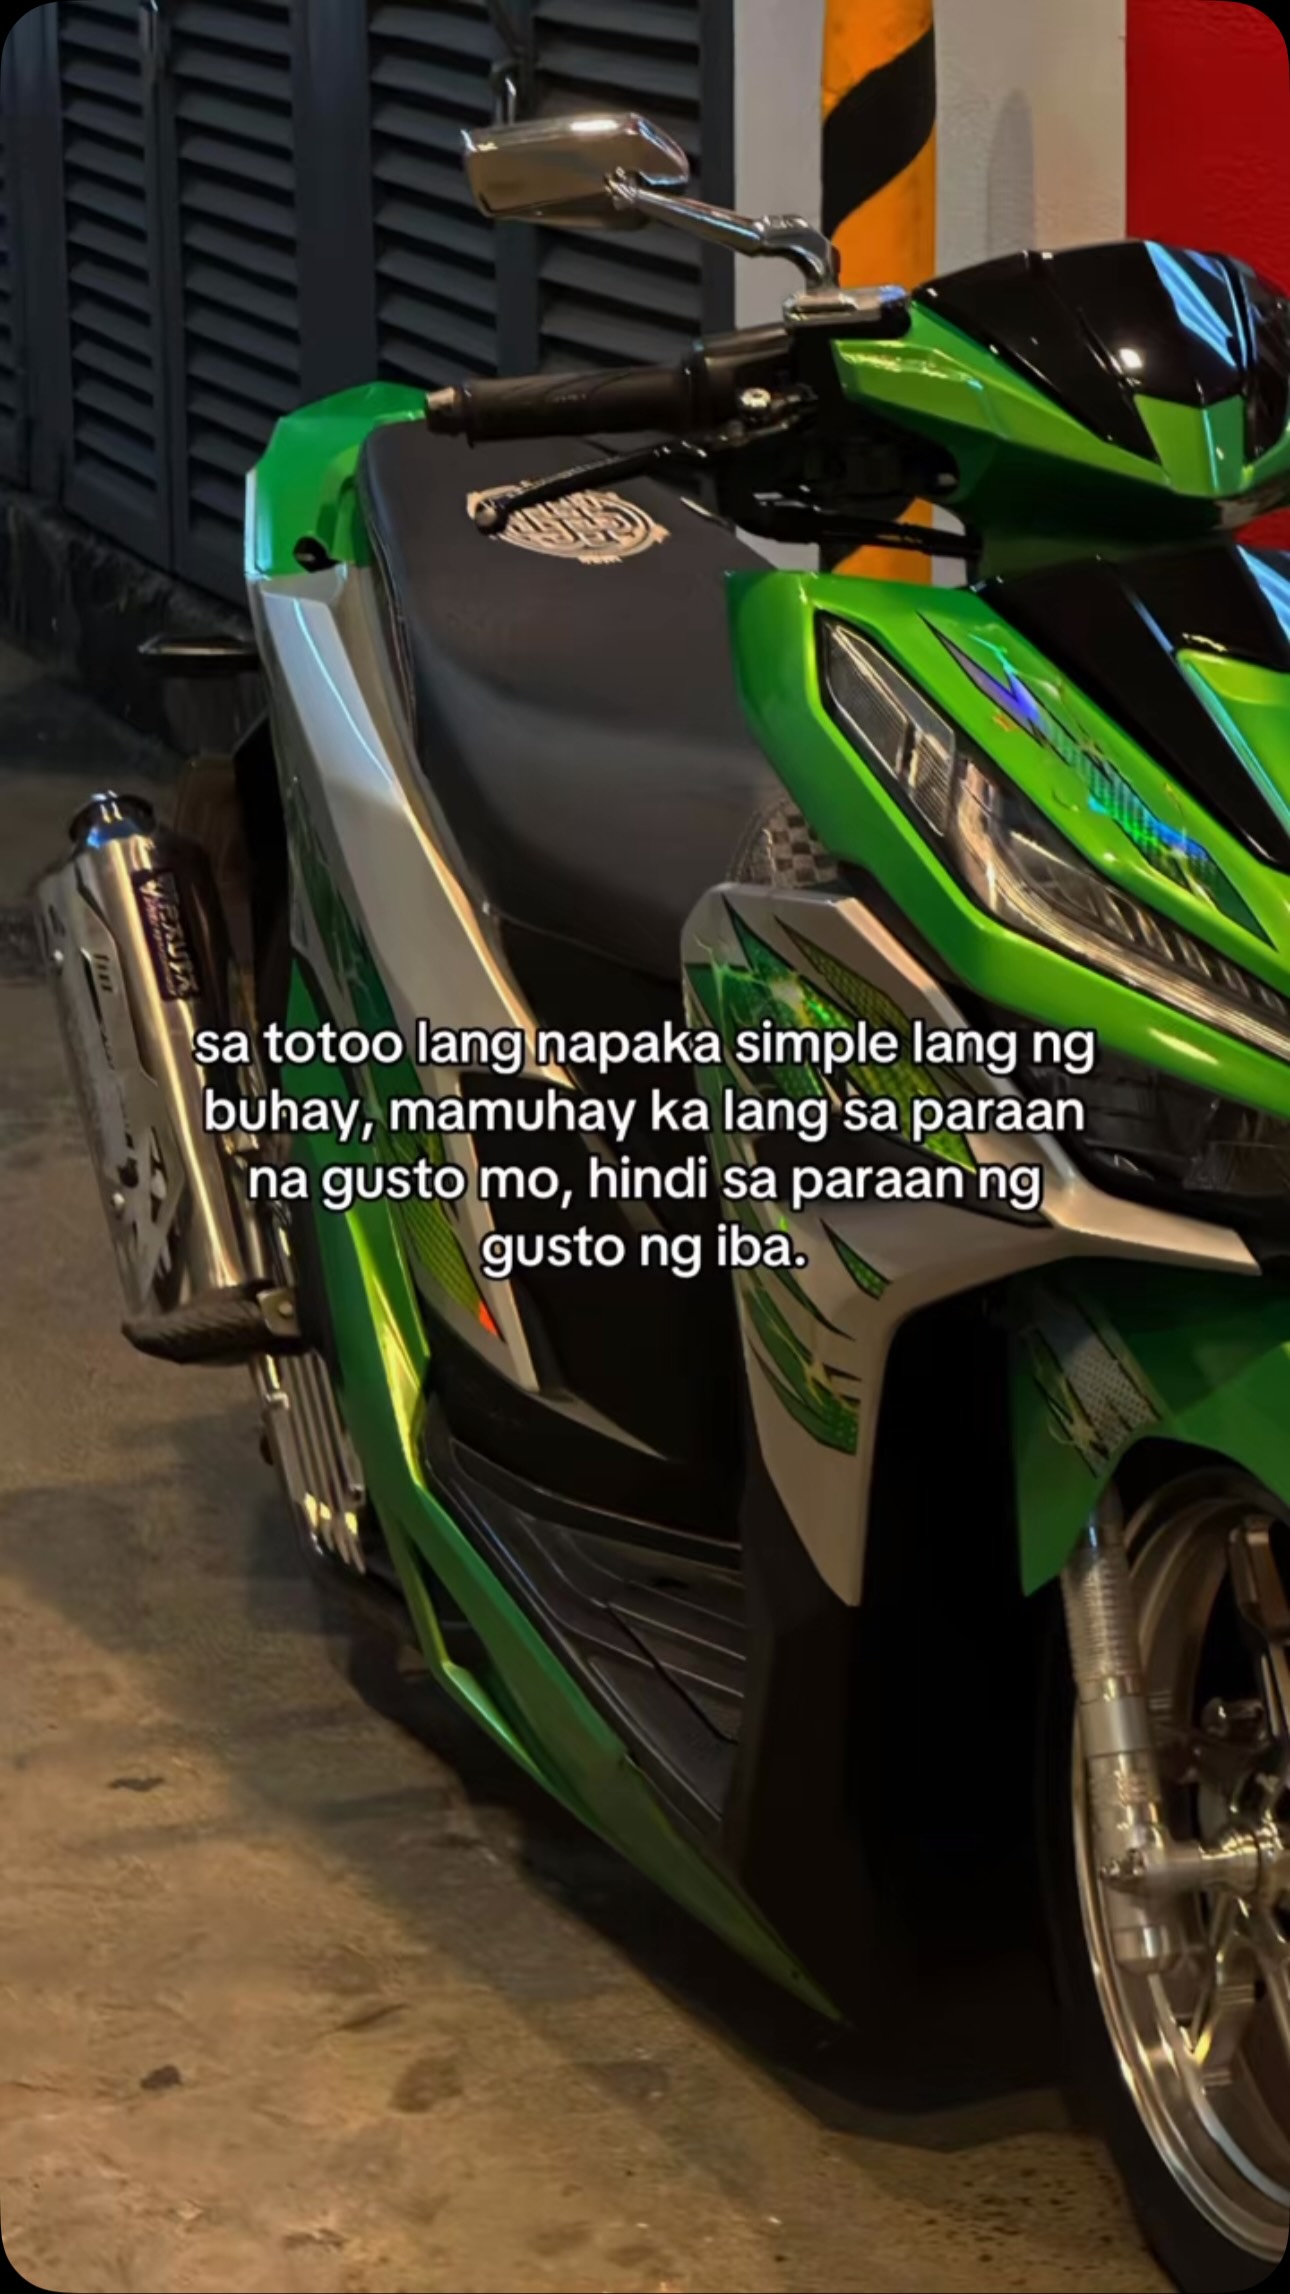 sa totoo lang napaka simple lang ng
buhay, mamuhay ka lang sa paraan
na gusto mo, hindi sa paraan ng
gusto ng iba.